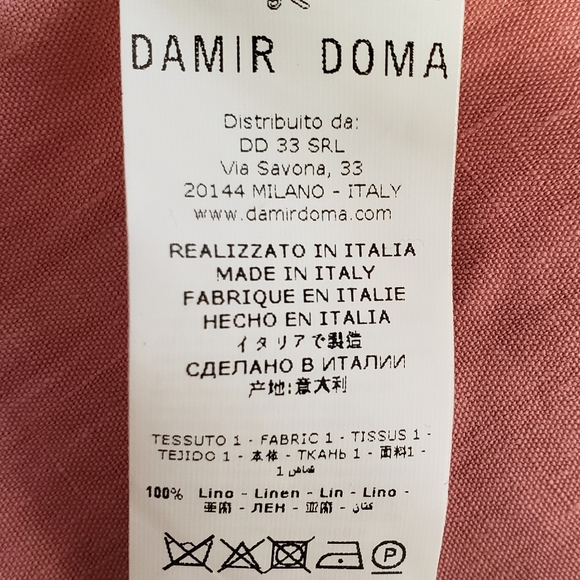 DAMIR DOMA
Distribuito da:
DD 33 SRL
Via Savona, 33
20144 MILANO - ITALY
www.damirdoma.com
REALIZZATO IN ITALIA
MADE IN ITALY
FABRIQUE EN ITALIE
HECHO EN ITALIA
イタリアで製造
СДЕЛАНО В ИТАЛИИ
产地:意大利
TESSUTO 1 - FABRIC 1 - TISSUS 1 -
TEJIDO 1 - 本体 - ТКАНЬ 1 - 面料1 -
1 قماش
100% Lino - Linen - Lin - Lino -
亜麻 - ЛЕН - 亚麻 - كتان
P